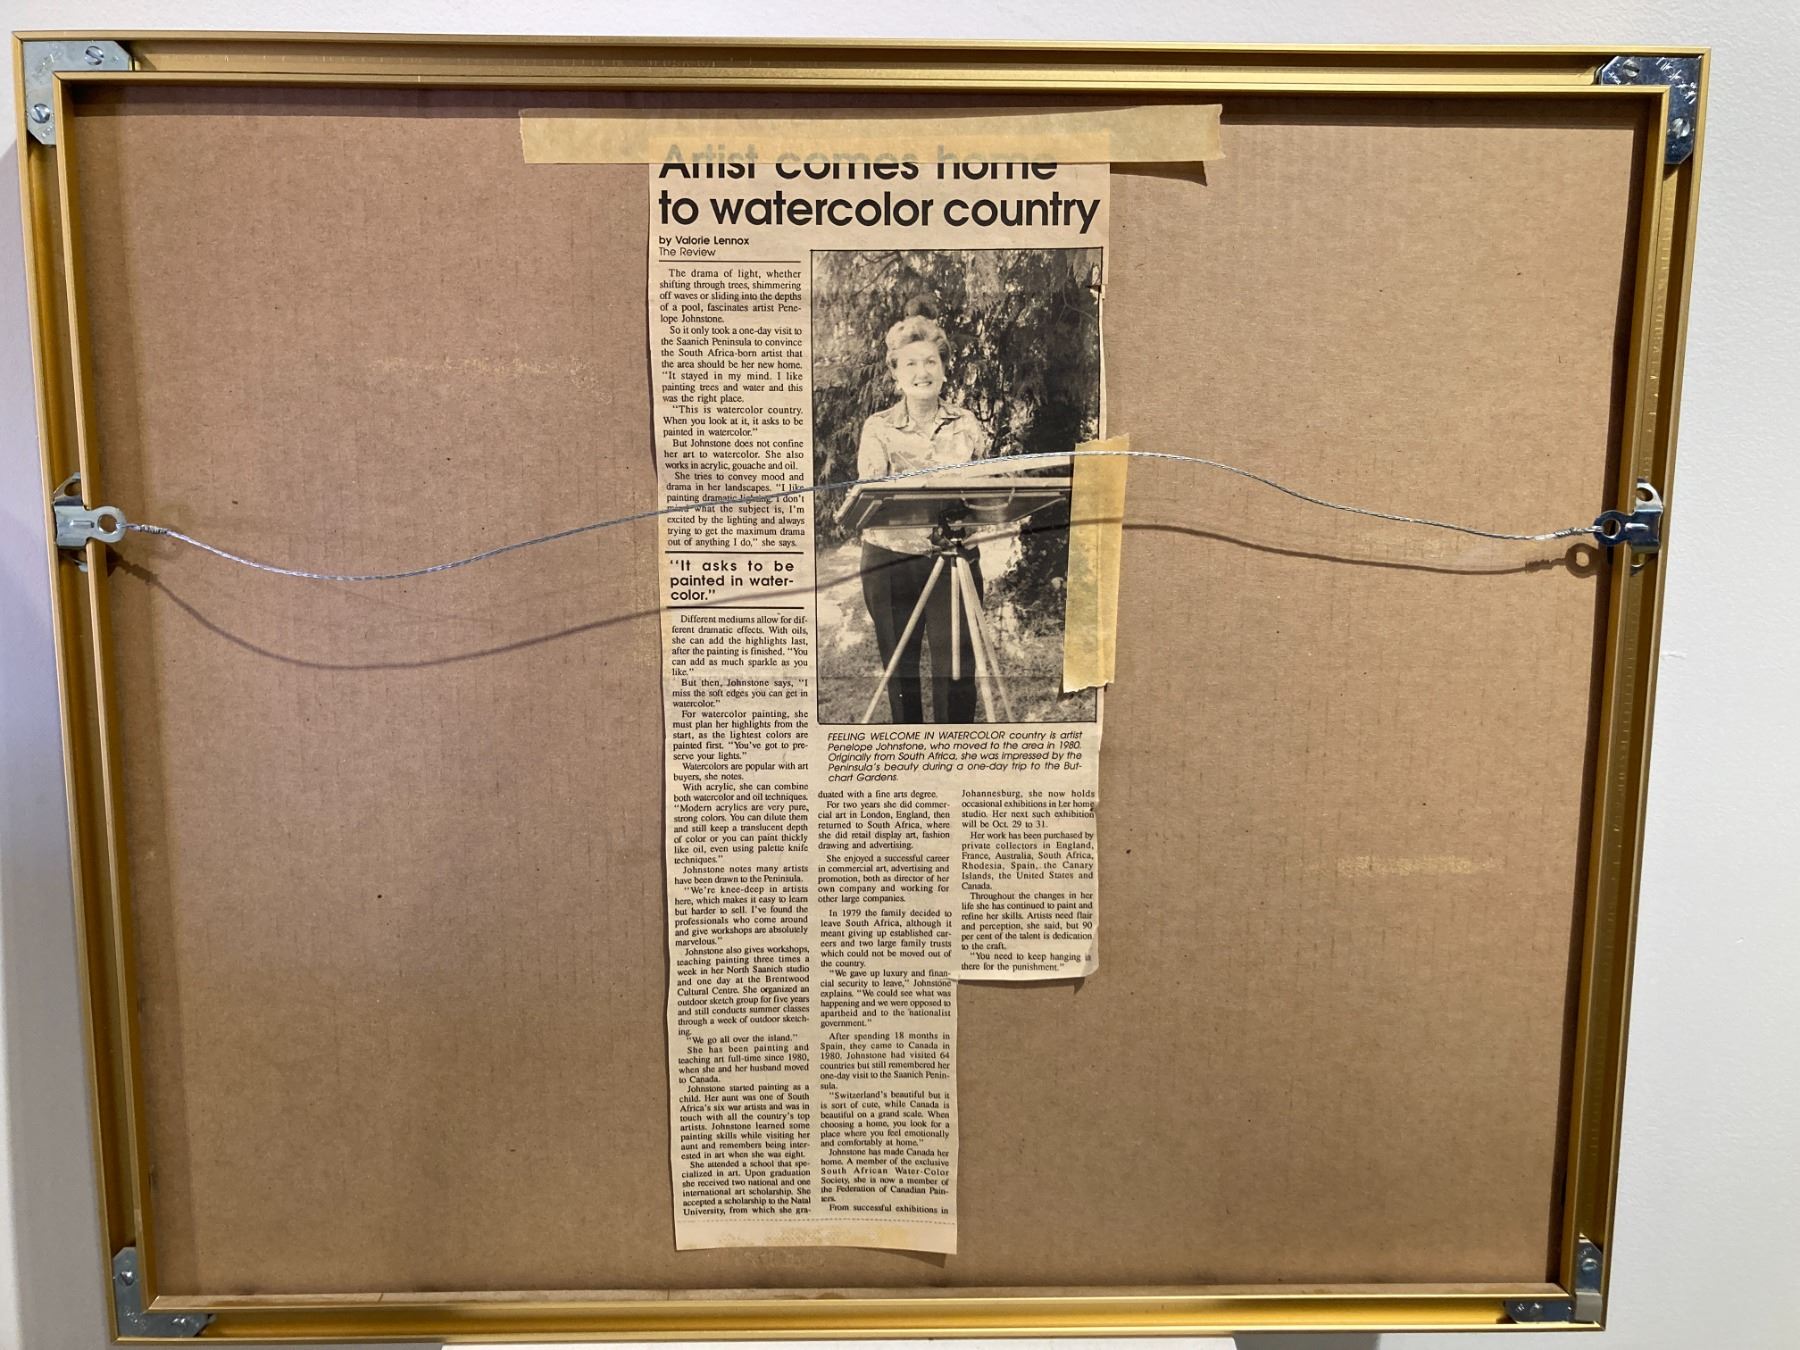 Artist comes home
to watercolor country
by Valorie Lennox
The Review
The drama of light, whether
shifting through trees, shimmering
off waves or sliding into the depths
of a pool, fascinates artist Pene-
lope Johnstone.
So it only took a one-day visit to
the Saanich Peninsula to convince
the South Africa-born artist that
the area should be her new home.
"It stayed in my mind. I like
painting trees and water and this
was the right place.
"This is watercolor country.
When you look at it, it asks to be
painted in watercolor."
But Johnstone does not confine
her art to watercolor. She also
works in acrylic, gouache and oil.
She tries to convey mood and
drama in her landscapes. "I like
painting dramatic lighting. I don't
mind what the subject is, I'm
excited by the lighting and always
trying to get the maximum drama
out of anything I do," she says.
"It asks to be
painted in water-
color."
Different mediums allow for dif-
ferent dramatic effects. With oils,
she can add the highlights last,
after the painting is finished. "You
can add as much sparkle as you
like."
But then, Johnstone says, "I
miss the soft edges you can get in
watercolor."
For watercolor painting, she
must plan her highlights from the
start, as the lightest colors are
painted first. "You've got to pre-
serve your lights."
Watercolors are popular with art
buyers, she notes.
With acrylic, she can combine
both watercolor and oil techniques.
"Modern acrylics are very pure,
strong colors. You can dilute them
and still keep a translucent depth
of color or you can paint thickly
like oil, even using palette knife
techniques."
Johnstone notes many artists
have been drawn to the Peninsula.
"We're knee-deep in artists
here, which makes it easy to learn
but harder to sell. I've found the
professionals who come around
and give workshops are absolutely
marvelous."
Johnstone also gives workshops,
teaching painting three times a
week in her North Saanich studio
and one day at the Brentwood
Cultural Centre. She organized an
outdoor sketch group for five years
and still conducts summer classes
through a week of outdoor sketch-
ing.
"We go all over the island."
She has been painting and
teaching art full-time since 1980,
when she and her husband moved
to Canada.
Johnstone started painting as a
child. Her aunt was one of South
Africa's six war artists and was in
touch with all the country's top
artists. Johnstone learned some
painting skills while visiting her
aunt and remembers being inter-
ested in art when she was eight.
She attended a school that spe-
cialized in art. Upon graduation
she received two national and one
international art scholarship. She
accepted a scholarship to the Natal
University, from which she gra-
FEELING WELCOME IN WATERCOLOR country is artist
Penelope Johnstone, who moved to the area in 1980.
Originally from South Africa, she was impressed by the
Peninsula's beauty during a one-day trip to the But-
chart Gardens.
duated with a fine arts degree.
For two years she did commer-
cial art in London, England, then
returned to South Africa, where
she did retail display art, fashion
drawing and advertising.
She enjoyed a successful career
in commercial art, advertising and
promotion, both as director of her
own company and working for
other large companies.
In 1979 the family decided to
leave South Africa, although it
meant giving up established car-
eers and two large family trusts
which could not be moved out of
the country.
"We gave up luxury and finan-
cial security to leave," Johnstone
explains. "We could see what was
happening and we were opposed to
apartheid and to the nationalist
government."
After spending 18 months in
Spain, they came to Canada in
1980. Johnstone had visited 64
countries but still remembered her
one-day visit to the Saanich Penin-
sula.
"Switzerland's beautiful but it
is sort of cute, while Canada is
beautiful on a grand scale. When
choosing a home, you look for a
place where you feel emotionally
and comfortably at home."
Johnstone has made Canada her
home. A member of the exclusive
South African Water-Color
Society, she is now a member of
the Federation of Canadian Pain-
ters.
From successful exhibitions in
Johannesburg, she now holds
occasional exhibitions in her home
studio. Her next such exhibition
will be Oct. 29 to 31.
Her work has been purchased by
private collectors in England,
France, Australia, South Africa,
Rhodesia, Spain, the Canary
Islands, the United States and
Canada.
Throughout the changes in her
life she has continued to paint and
refine her skills. Artists need flair
and perception, she said, but 90
per cent of the talent is dedication
to the craft.
"You need to keep hanging in
there for the punishment."